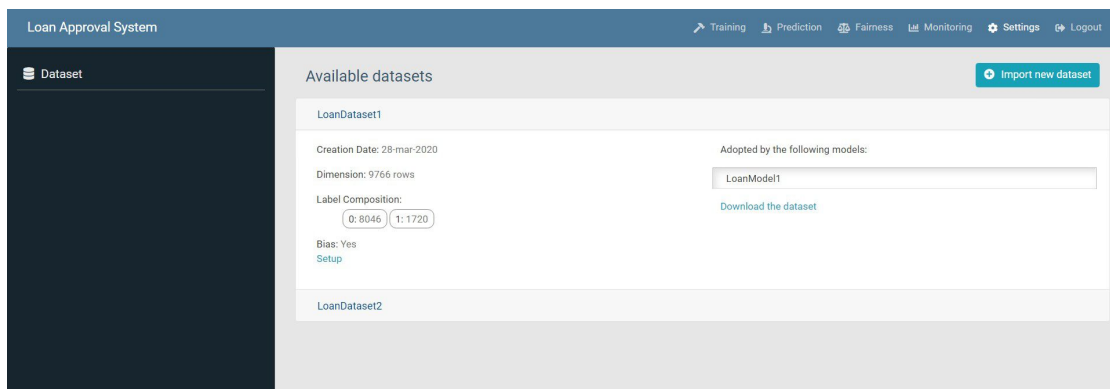 Loan Approval System
Training Prediction Fairness Monitoring Settings Logout
Dataset
Available datasets
Import new dataset
LoanDataset1
Creation Date: 28-mar-2020
Dimension: 9766 rows
Label Composition:
0: 8046 1: 1720
Bias: Yes
Setup
Adopted by the following models:
LoanModel1
Download the dataset
LoanDataset2